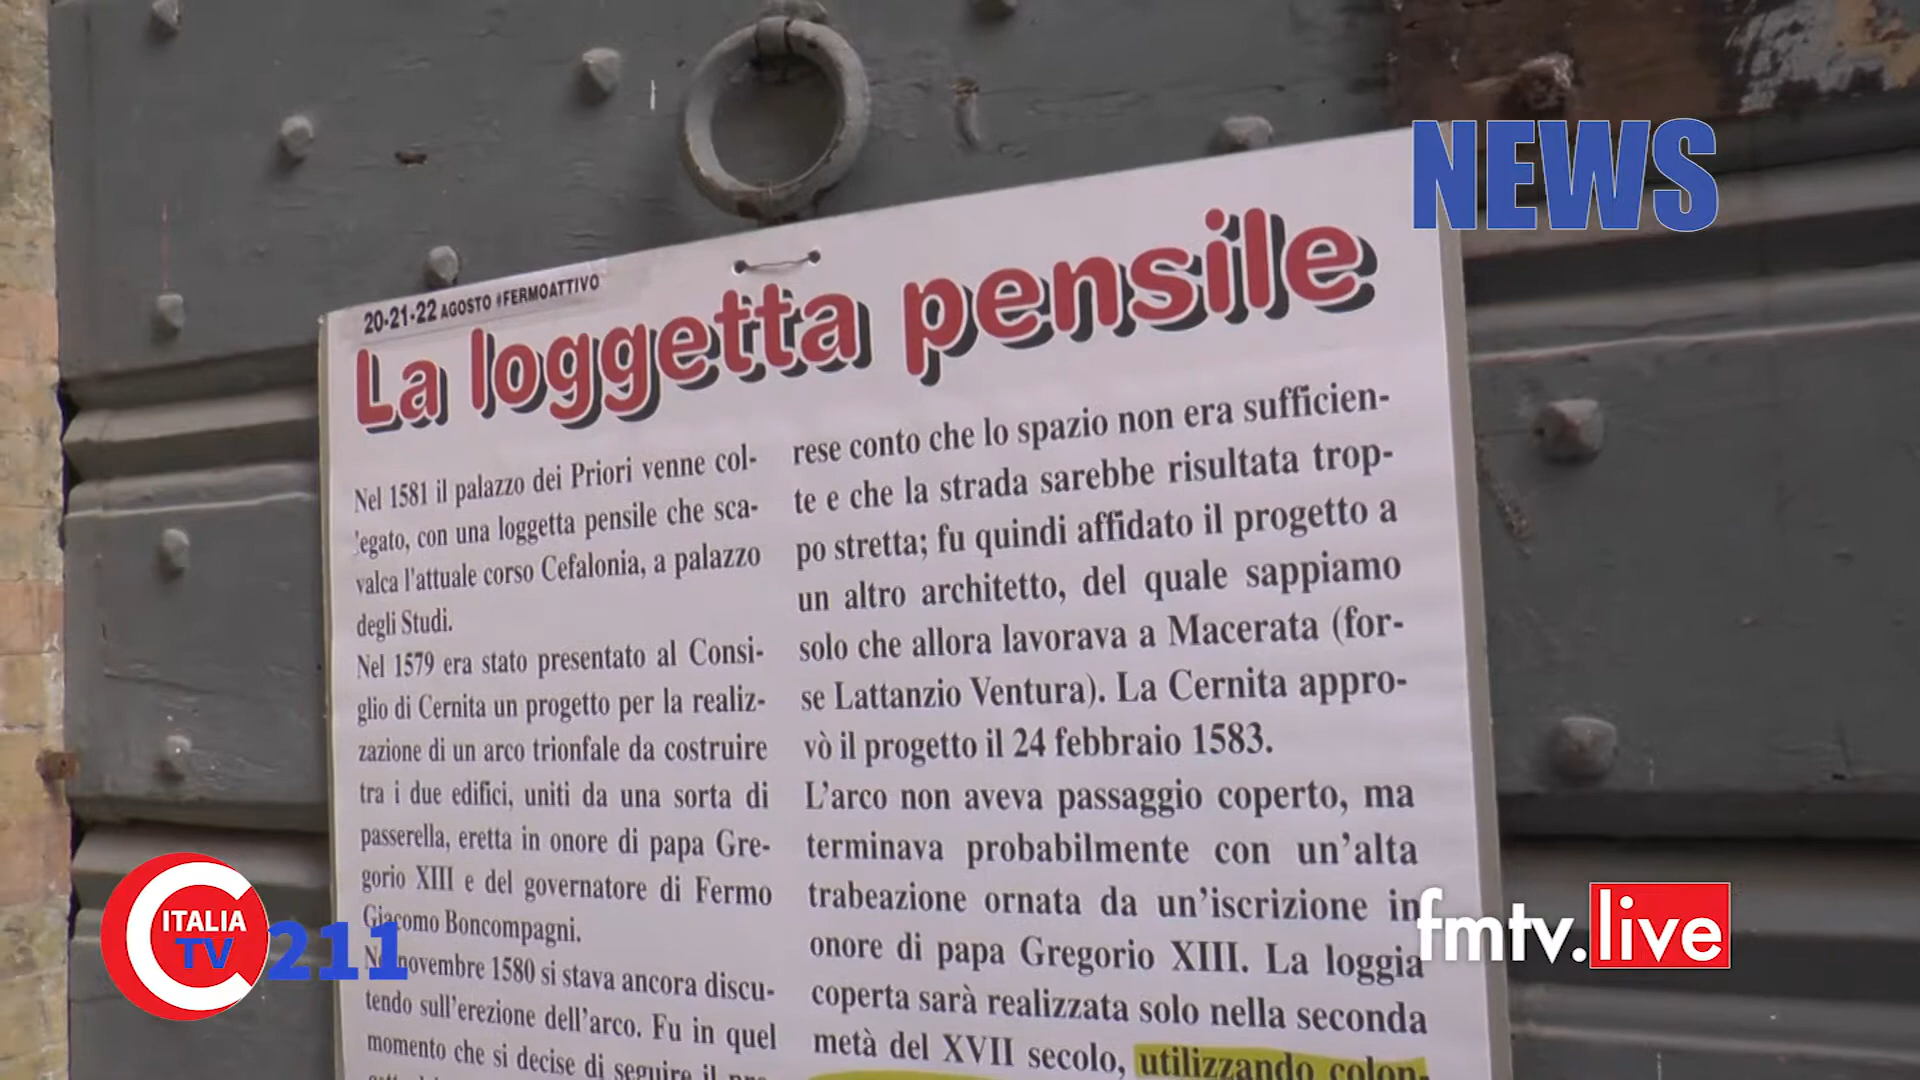 NEWS
20-21-22 AGOSTO #FERMOATTIVO
La loggetta pensile
Nel 1581 il palazzo dei Priori venne col-
legato, con una loggetta pensile che sca-
valca l'attuale corso Cefalonia, a palazzo
degli Studi.
Nel 1579 era stato presentato al Consi-
glio di Cernita un progetto per la realiz-
zazione di un arco trionfale da costruire
tra i due edifici, uniti da una sorta di
passerella, eretta in onore di papa Gre-
gorio XIII e del governatore di Fermo
Giacomo Boncompagni.
novembre 1580 si stava ancora discu-
tendo sull'erezione dell'arco. Fu in quel
momento che si decise di seguire il
rese conto che lo spazio non era sufficien-
te e che la strada sarebbe risultata trop-
po stretta; fu quindi affidato il progetto a
un altro architetto, del quale sappiamo
solo che allora lavorava a Macerata (for-
se Lattanzio Ventura). La Cernita appro-
vò il progetto il 24 febbraio 1583.
L'arco non aveva passaggio coperto, ma
terminava probabilmente con un'alta
trabeazione ornata da un'iscrizione in
onore di papa Gregorio XIII. La loggia
coperta sarà realizzata solo nella seconda
metà del XVII secolo, utilizzando colon-
ITALIA
TV
211
fmtv.live